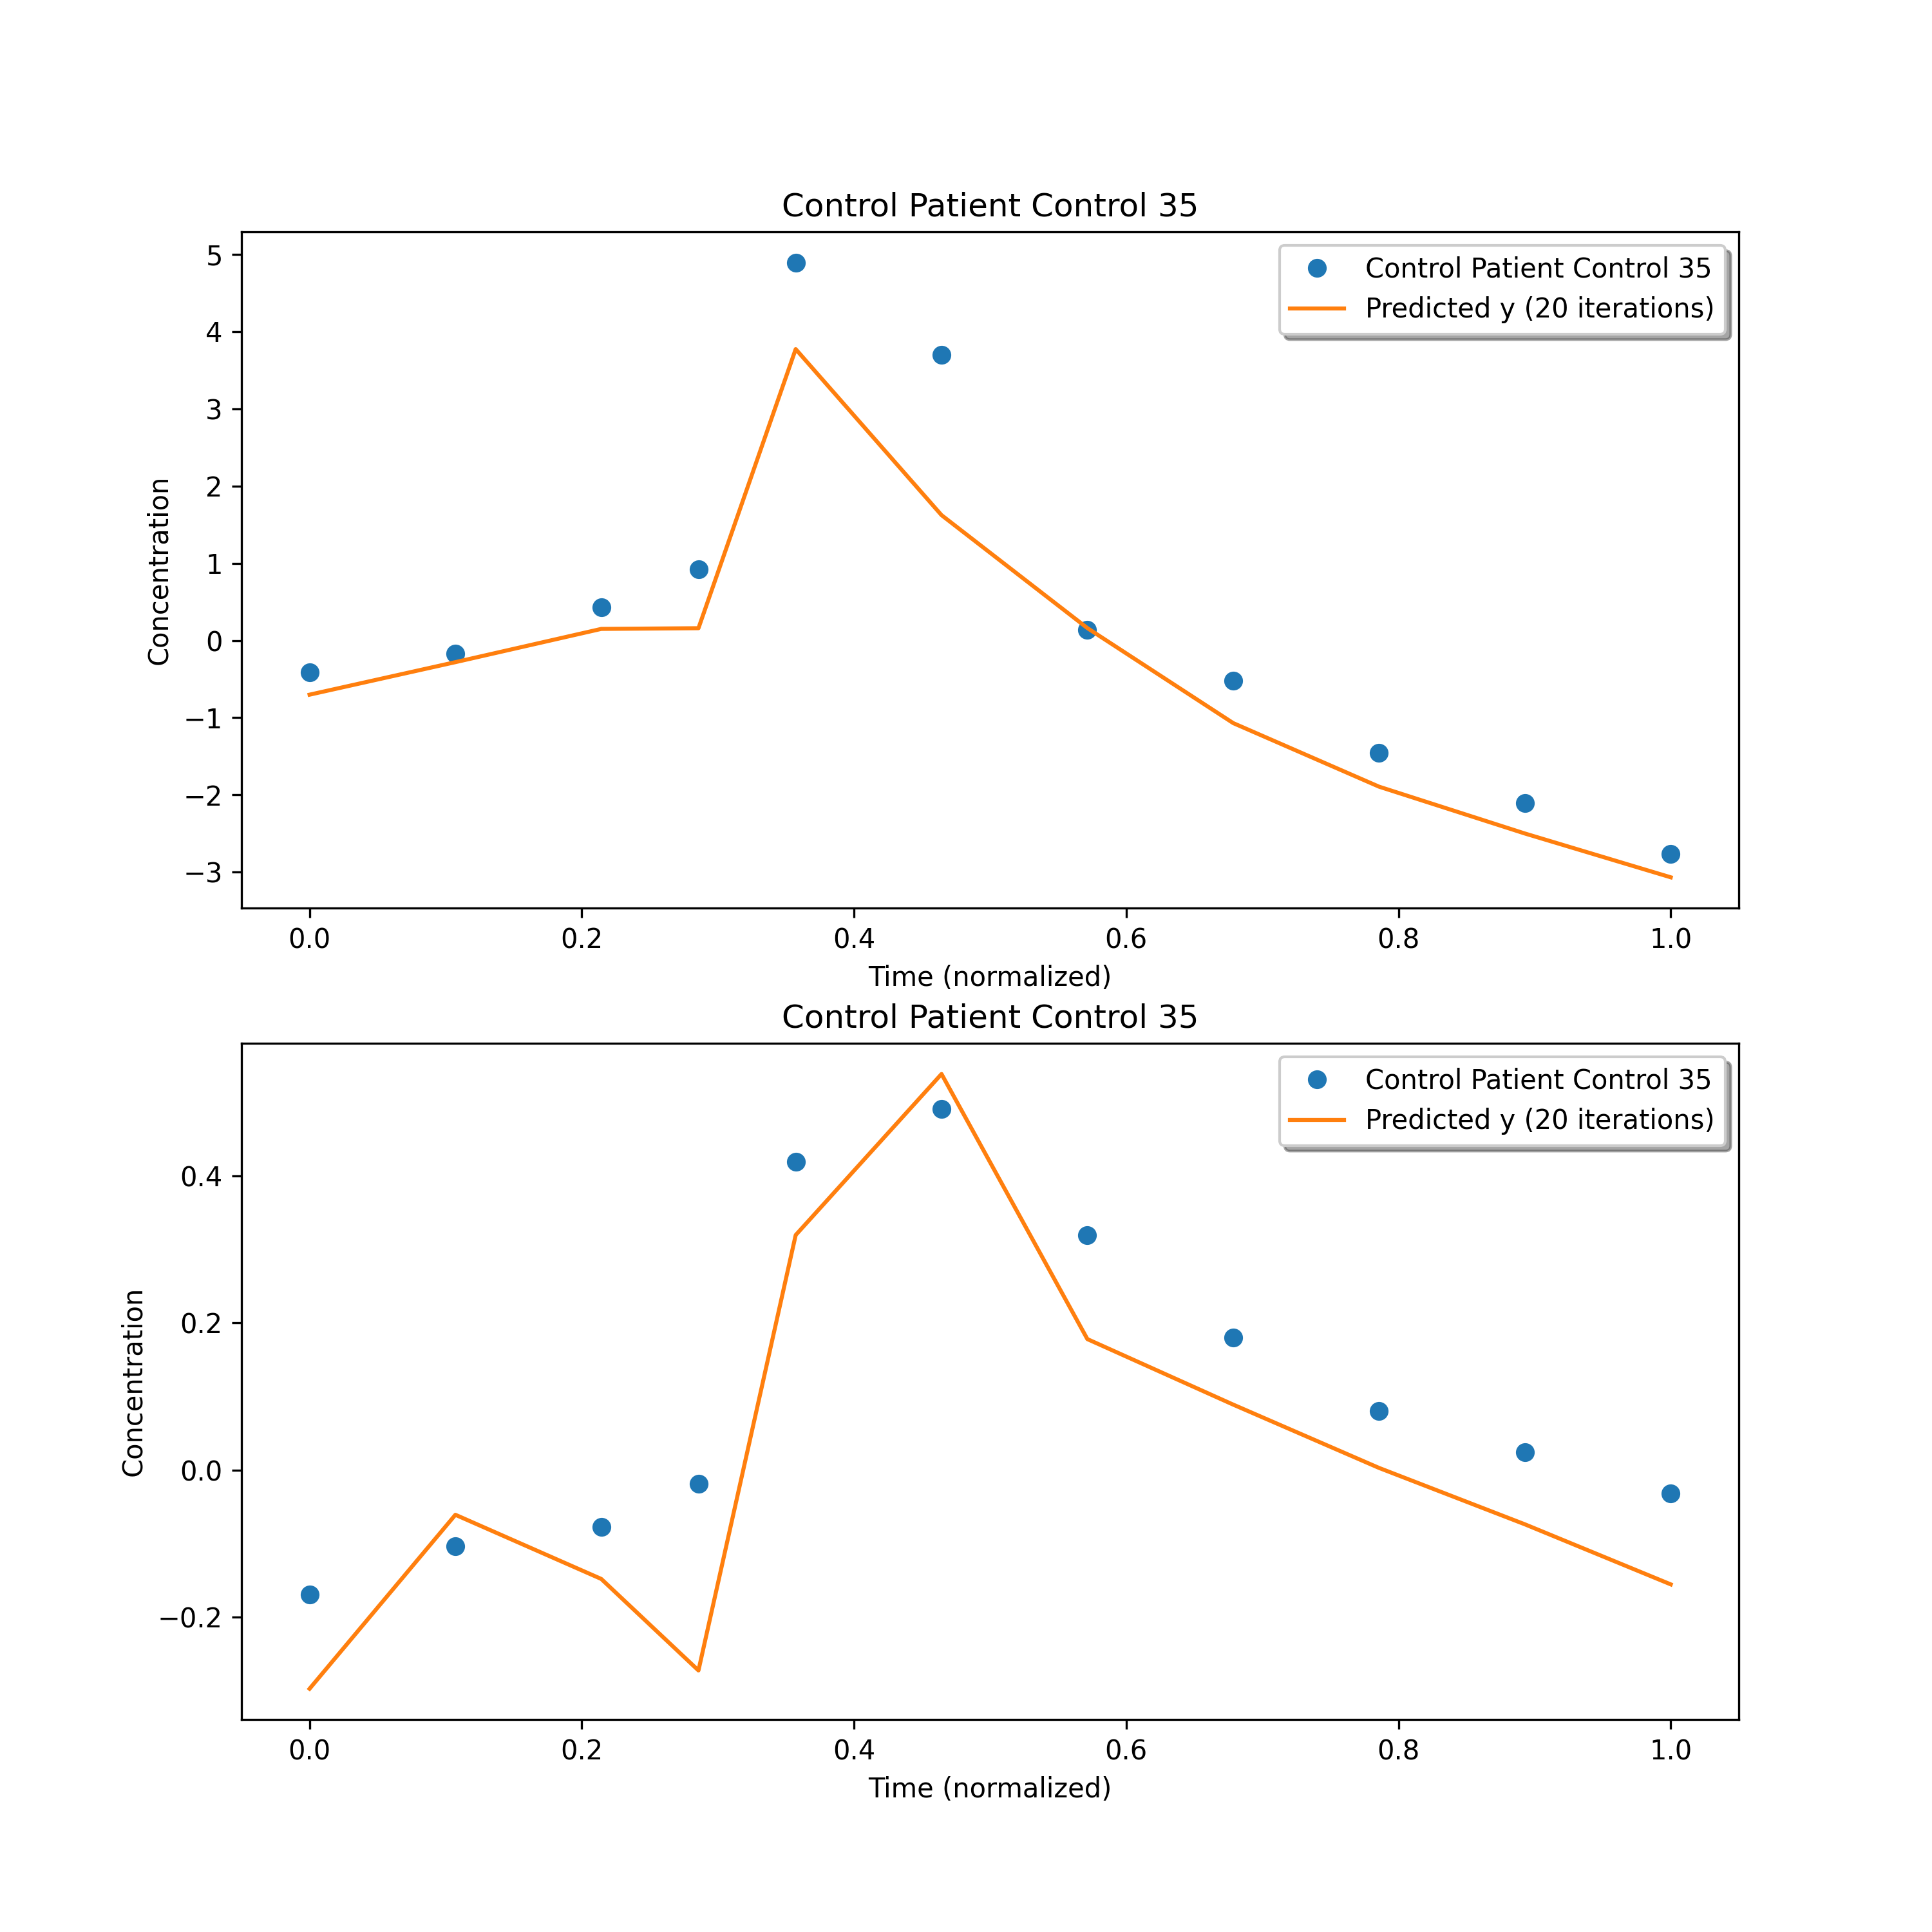 Control Patient Control 35
Control Patient Control 35
Predicted y (20 iterations)
5
4
3
2
1
0
−1
−2
−3
Concentration
0.0 0.2 0.4 0.6 0.8 1.0
Time (normalized)
Control Patient Control 35
Control Patient Control 35
Predicted y (20 iterations)
0.4
0.2
0.0
−0.2
Concentration
0.0 0.2 0.4 0.6 0.8 1.0
Time (normalized)